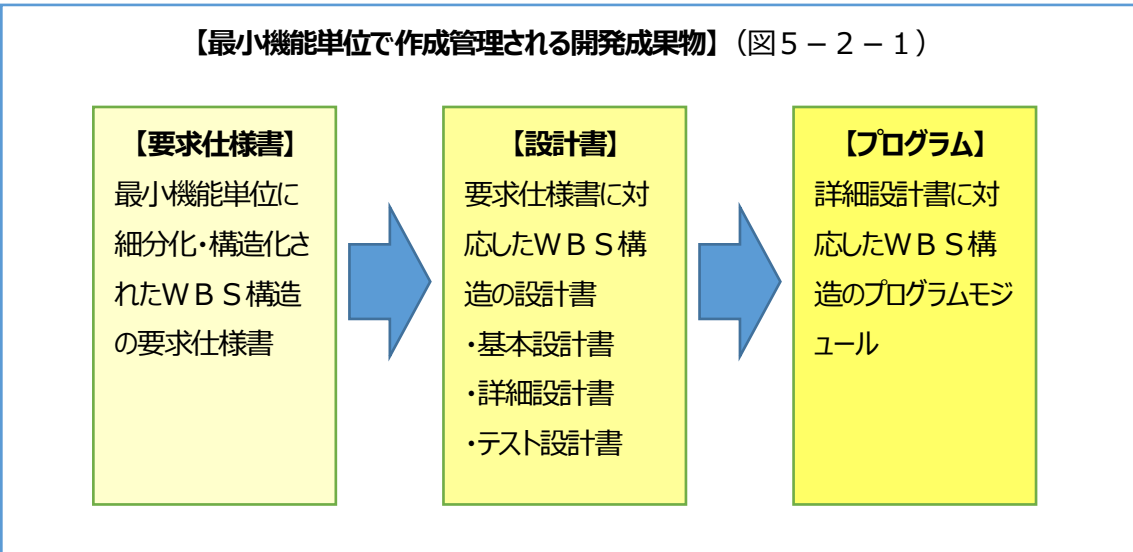 【最小機能単位で作成管理される開発成果物】（図５－２－１）
【要求仕様書】
最小機能単位に
細分化・構造化さ
れたＷＢＳ構造
の要求仕様書
【設計書】
要求仕様書に対
応したＷＢＳ構
造の設計書
・基本設計書
・詳細設計書
・テスト設計書
【プログラム】
詳細設計書に対
応したＷＢＳ構
造のプログラムモジ
ュール